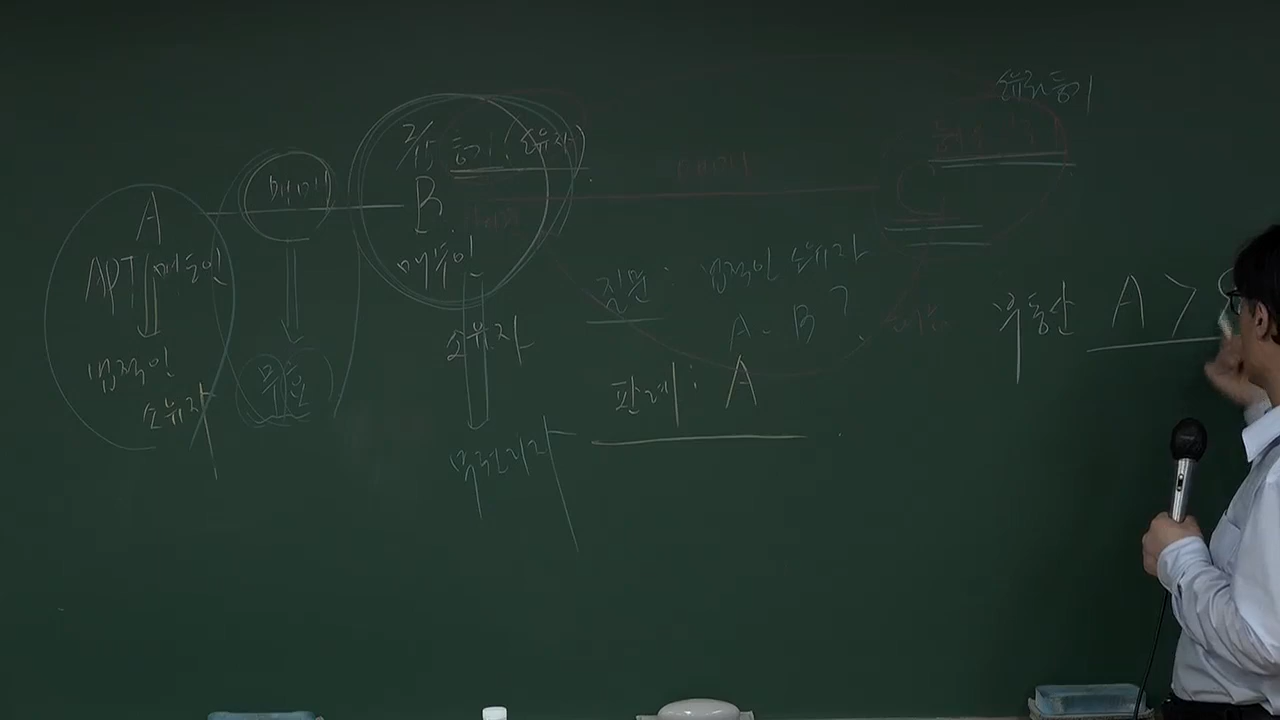 소유권 등기
매매
등기 (소유자)
매매
A
B
C
APT 매도인
매수인
법적인
소유자
무효
소유자
무권리자
질문 : 법적인 소유자
A - B ?
판례 : A
부동산 A >